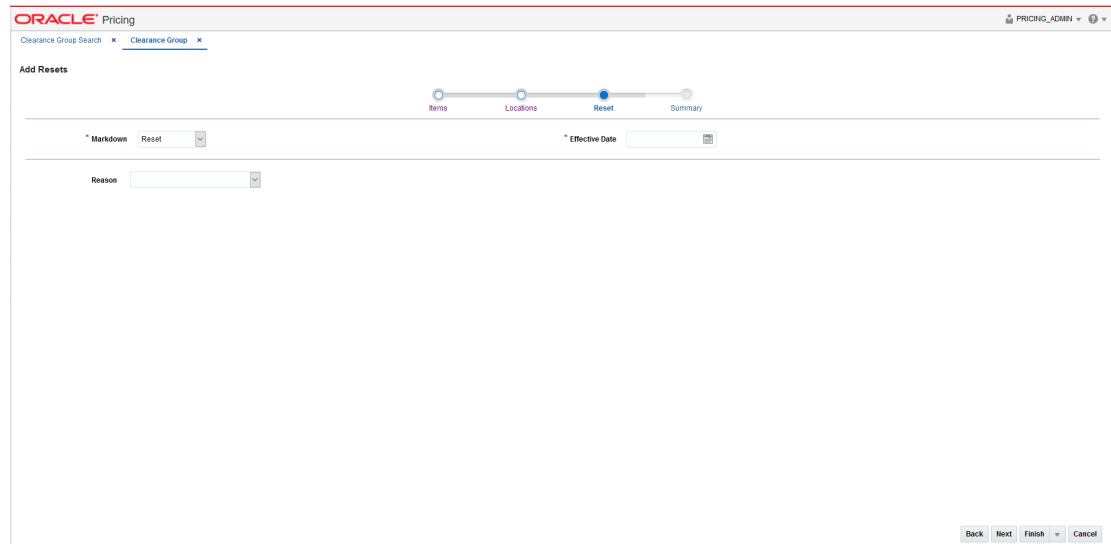 ORACLE® Pricing
PRICING_ADMIN
Clearance Group Search × Clearance Group ×
Add Resets
Items Locations Reset Summary
* Markdown Reset * Effective Date
Reason
Back Next Finish Cancel